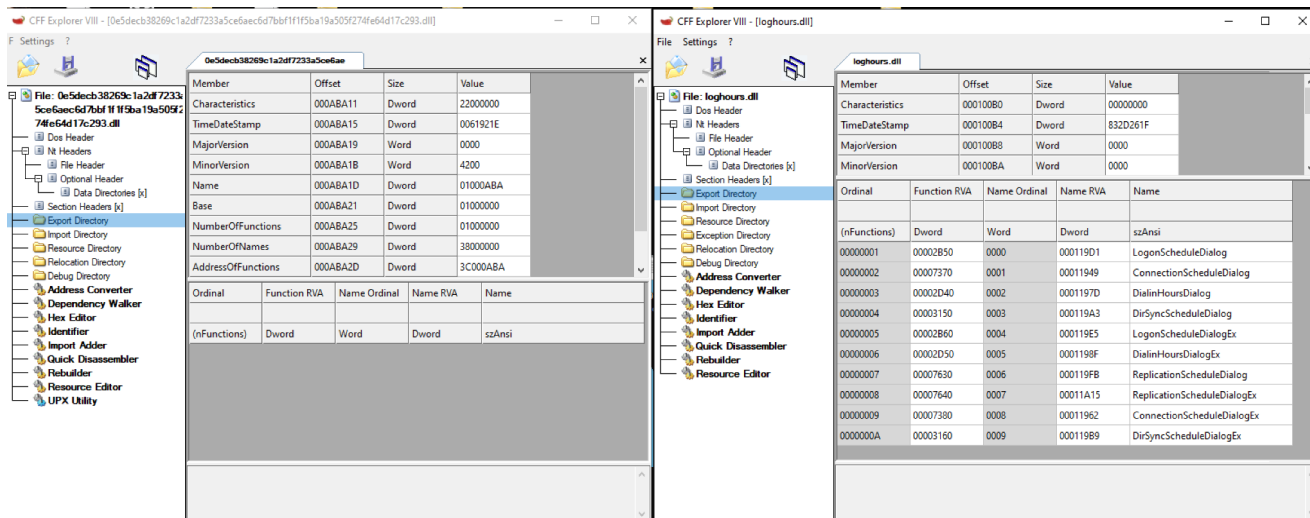 CFF Explorer VIII - [0e5decb38269c1a2df7233a5ce6aec6d7bbf1f1f5ba19a505f274fe64d17c293.dll]
F Settings ?
File: 0e5decb38269c1a2df7233a
5ce6aec6d7bbf1f1f5ba19a505f2
74fe64d17c293.dll
Dos Header
Nt Headers
File Header
Optional Header
Data Directories [x]
Section Headers [x]
Export Directory
Import Directory
Resource Directory
Relocation Directory
Debug Directory
Address Converter
Dependency Walker
Hex Editor
Identifier
Import Adder
Quick Disassembler
Rebuilder
Resource Editor
UPX Utility
0e5decb38269c1a2df7233a5ce6ae
Member Offset Size Value
Characteristics 000ABA11 Dword 22000000
TimeDateStamp 000ABA15 Dword 0061921E
MajorVersion 000ABA19 Word 0000
MinorVersion 000ABA1B Word 4200
Name 000ABA1D Dword 01000ABA
Base 000ABA21 Dword 01000000
NumberOfFunctions 000ABA25 Dword 01000000
NumberOfNames 000ABA29 Dword 38000000
AddressOfFunctions 000ABA2D Dword 3C000ABA
Ordinal Function RVA Name Ordinal Name RVA Name
(nFunctions) Dword Word Dword szAnsi
CFF Explorer VIII - [loghours.dll]
File Settings ?
File: loghours.dll
Dos Header
Nt Headers
File Header
Optional Header
Data Directories [x]
Section Headers [x]
Export Directory
Import Directory
Resource Directory
Exception Directory
Relocation Directory
Debug Directory
Address Converter
Dependency Walker
Hex Editor
Identifier
Import Adder
Quick Disassembler
Rebuilder
Resource Editor
loghours.dll
Member Offset Size Value
Characteristics 000100B0 Dword 00000000
TimeDateStamp 000100B4 Dword 832D261F
MajorVersion 000100B8 Word 0000
MinorVersion 000100BA Word 0000
Ordinal Function RVA Name Ordinal Name RVA Name
(nFunctions) Dword Word Dword szAnsi
00000001 00002B50 0000 000119D1 LogonScheduleDialog
00000002 00007370 0001 00011949 ConnectionScheduleDialog
00000003 00002D40 0002 0001197D DialinHoursDialog
00000004 00003150 0003 000119A3 DirSyncScheduleDialog
00000005 00002B60 0004 000119E5 LogonScheduleDialogEx
00000006 00002D50 0005 0001198F DialinHoursDialogEx
00000007 00007630 0006 000119FB ReplicationScheduleDialog
00000008 00007640 0007 00011A15 ReplicationScheduleDialogEx
00000009 00007380 0008 00011962 ConnectionScheduleDialogEx
0000000A 00003160 0009 000119B9 DirSyncScheduleDialogEx